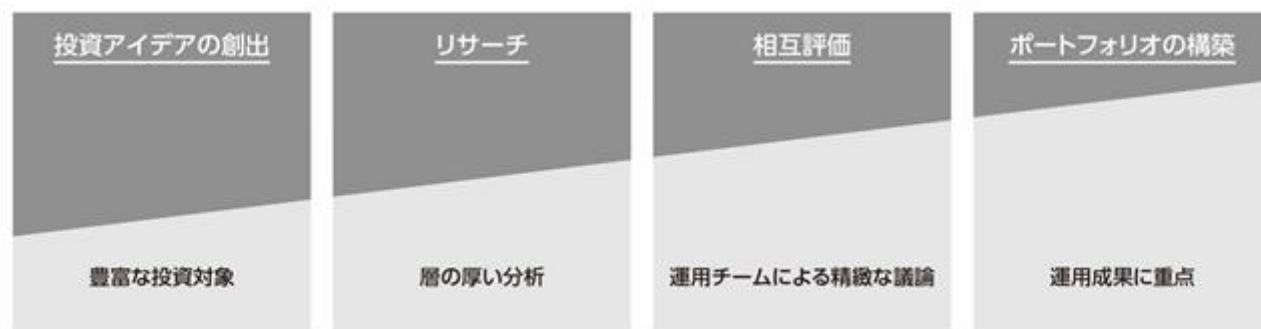 投資アイデアの創出
リサーチ
相互評価
ポートフォリオの構築
豊富な投資対象
層の厚い分析
運用チームによる精緻な議論
運用成果に重点